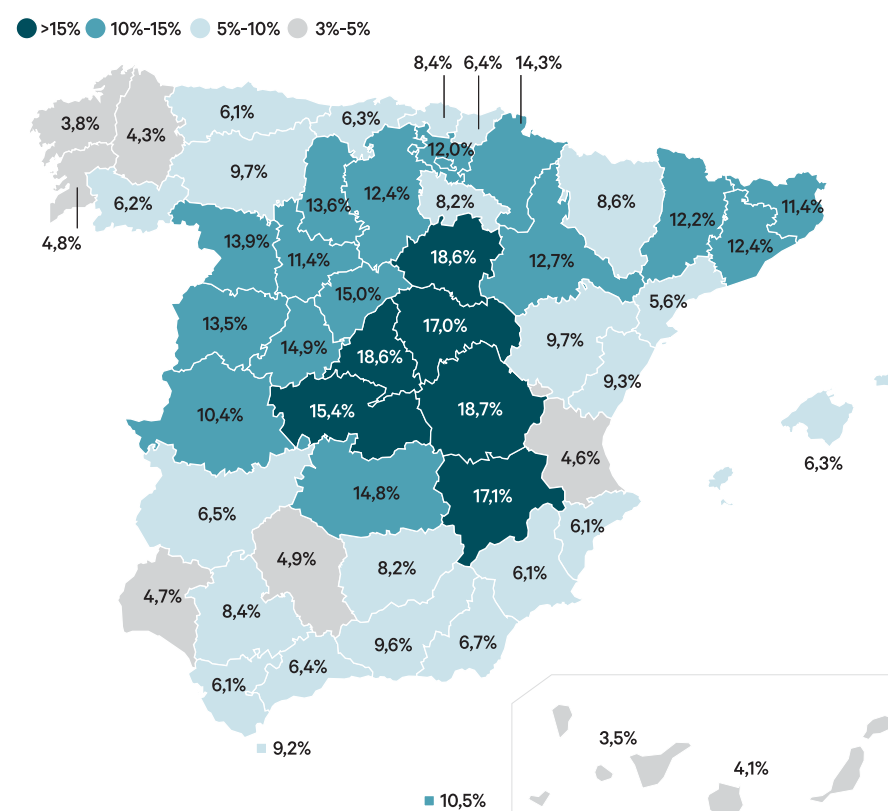 >15% 10%-15% 5%-10% 3%-5%
8,4% 6,4% 14,3%
3,8% 4,3% 6,1% 6,3% 12,0%
9,7% 13,6% 12,4% 8,2% 8,6%
6,2% 12,2% 11,4%
4,8% 13,9% 11,4% 18,6% 12,7% 12,4%
15,0% 5,6%
13,5% 14,9% 18,6% 17,0% 9,7%
9,3%
10,4% 15,4% 18,7%
4,6% 6,3%
6,5% 14,8% 17,1% 6,1%
4,9% 8,2% 6,1%
4,7% 8,4%
9,6% 6,7%
6,1% 6,4%
9,2% 3,5%
4,1%
10,5%